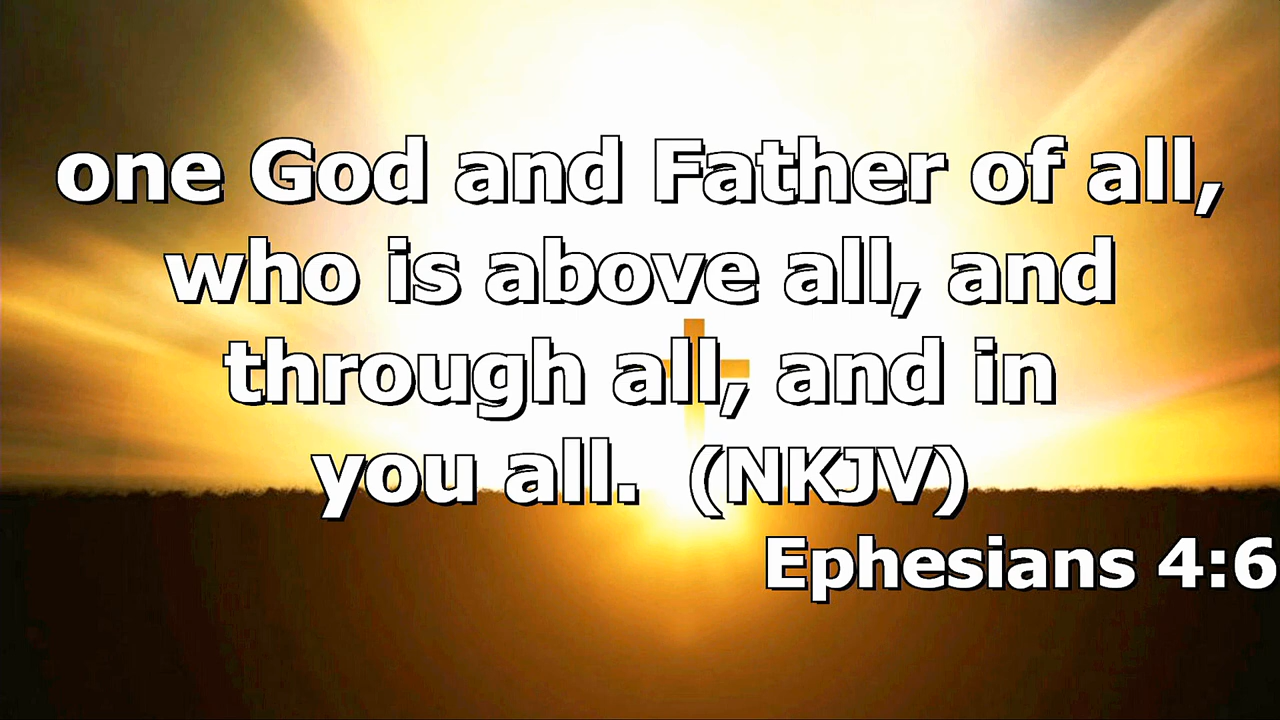 one God and Father of all,
who is above all, and
through all, and in
you all. (NKJV)
Ephesians 4:6